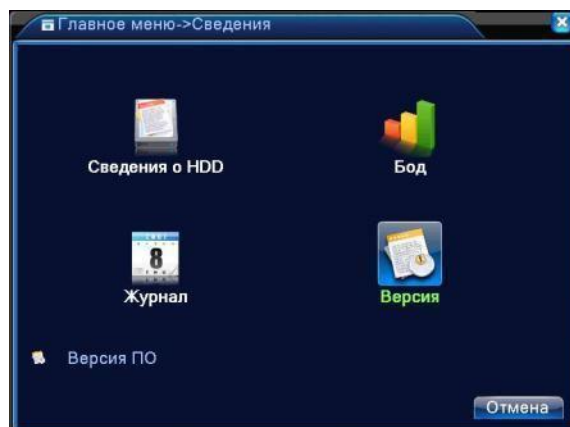 Главное меню->Сведения
Сведения о HDD
Бод
8
Журнал
Версия
Версия ПО
Отмена